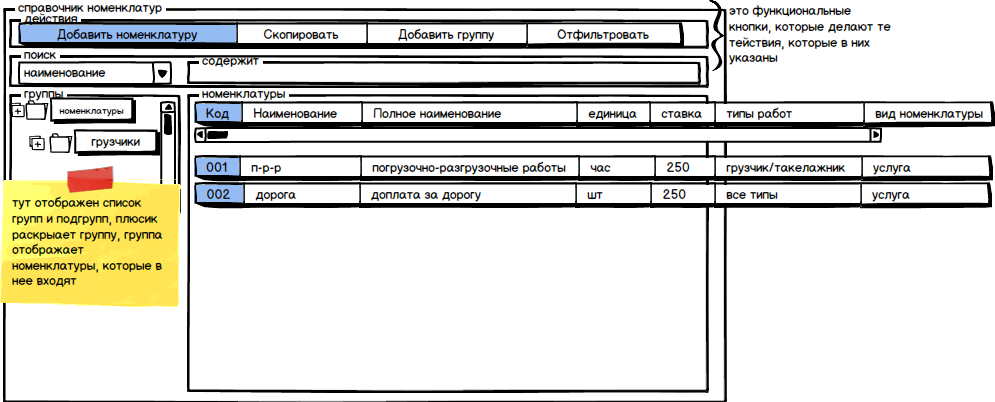 справочник номенклатур
действия
Добавить номенклатуру Скопировать Добавить группу Отфильтровать
это функциональные
кнопки, которые делают те
тействия, которые в них
указаны
поиск
наименование
содержит
группы
номенклатуры
грузчики
номенклатуры
Код Наименование Полное наименование единица ставка типы работ вид номенклатуры
001 п-р-р погрузочно-разгрузочные работы час 250 грузчик/такелажник услуга
002 дорога доплата за дорогу шт 250 все типы услуга
тут отображен список
групп и подгрупп, плюсик
раскрыает группу, группа
отображает
номенклатуры, которые в
нее входят